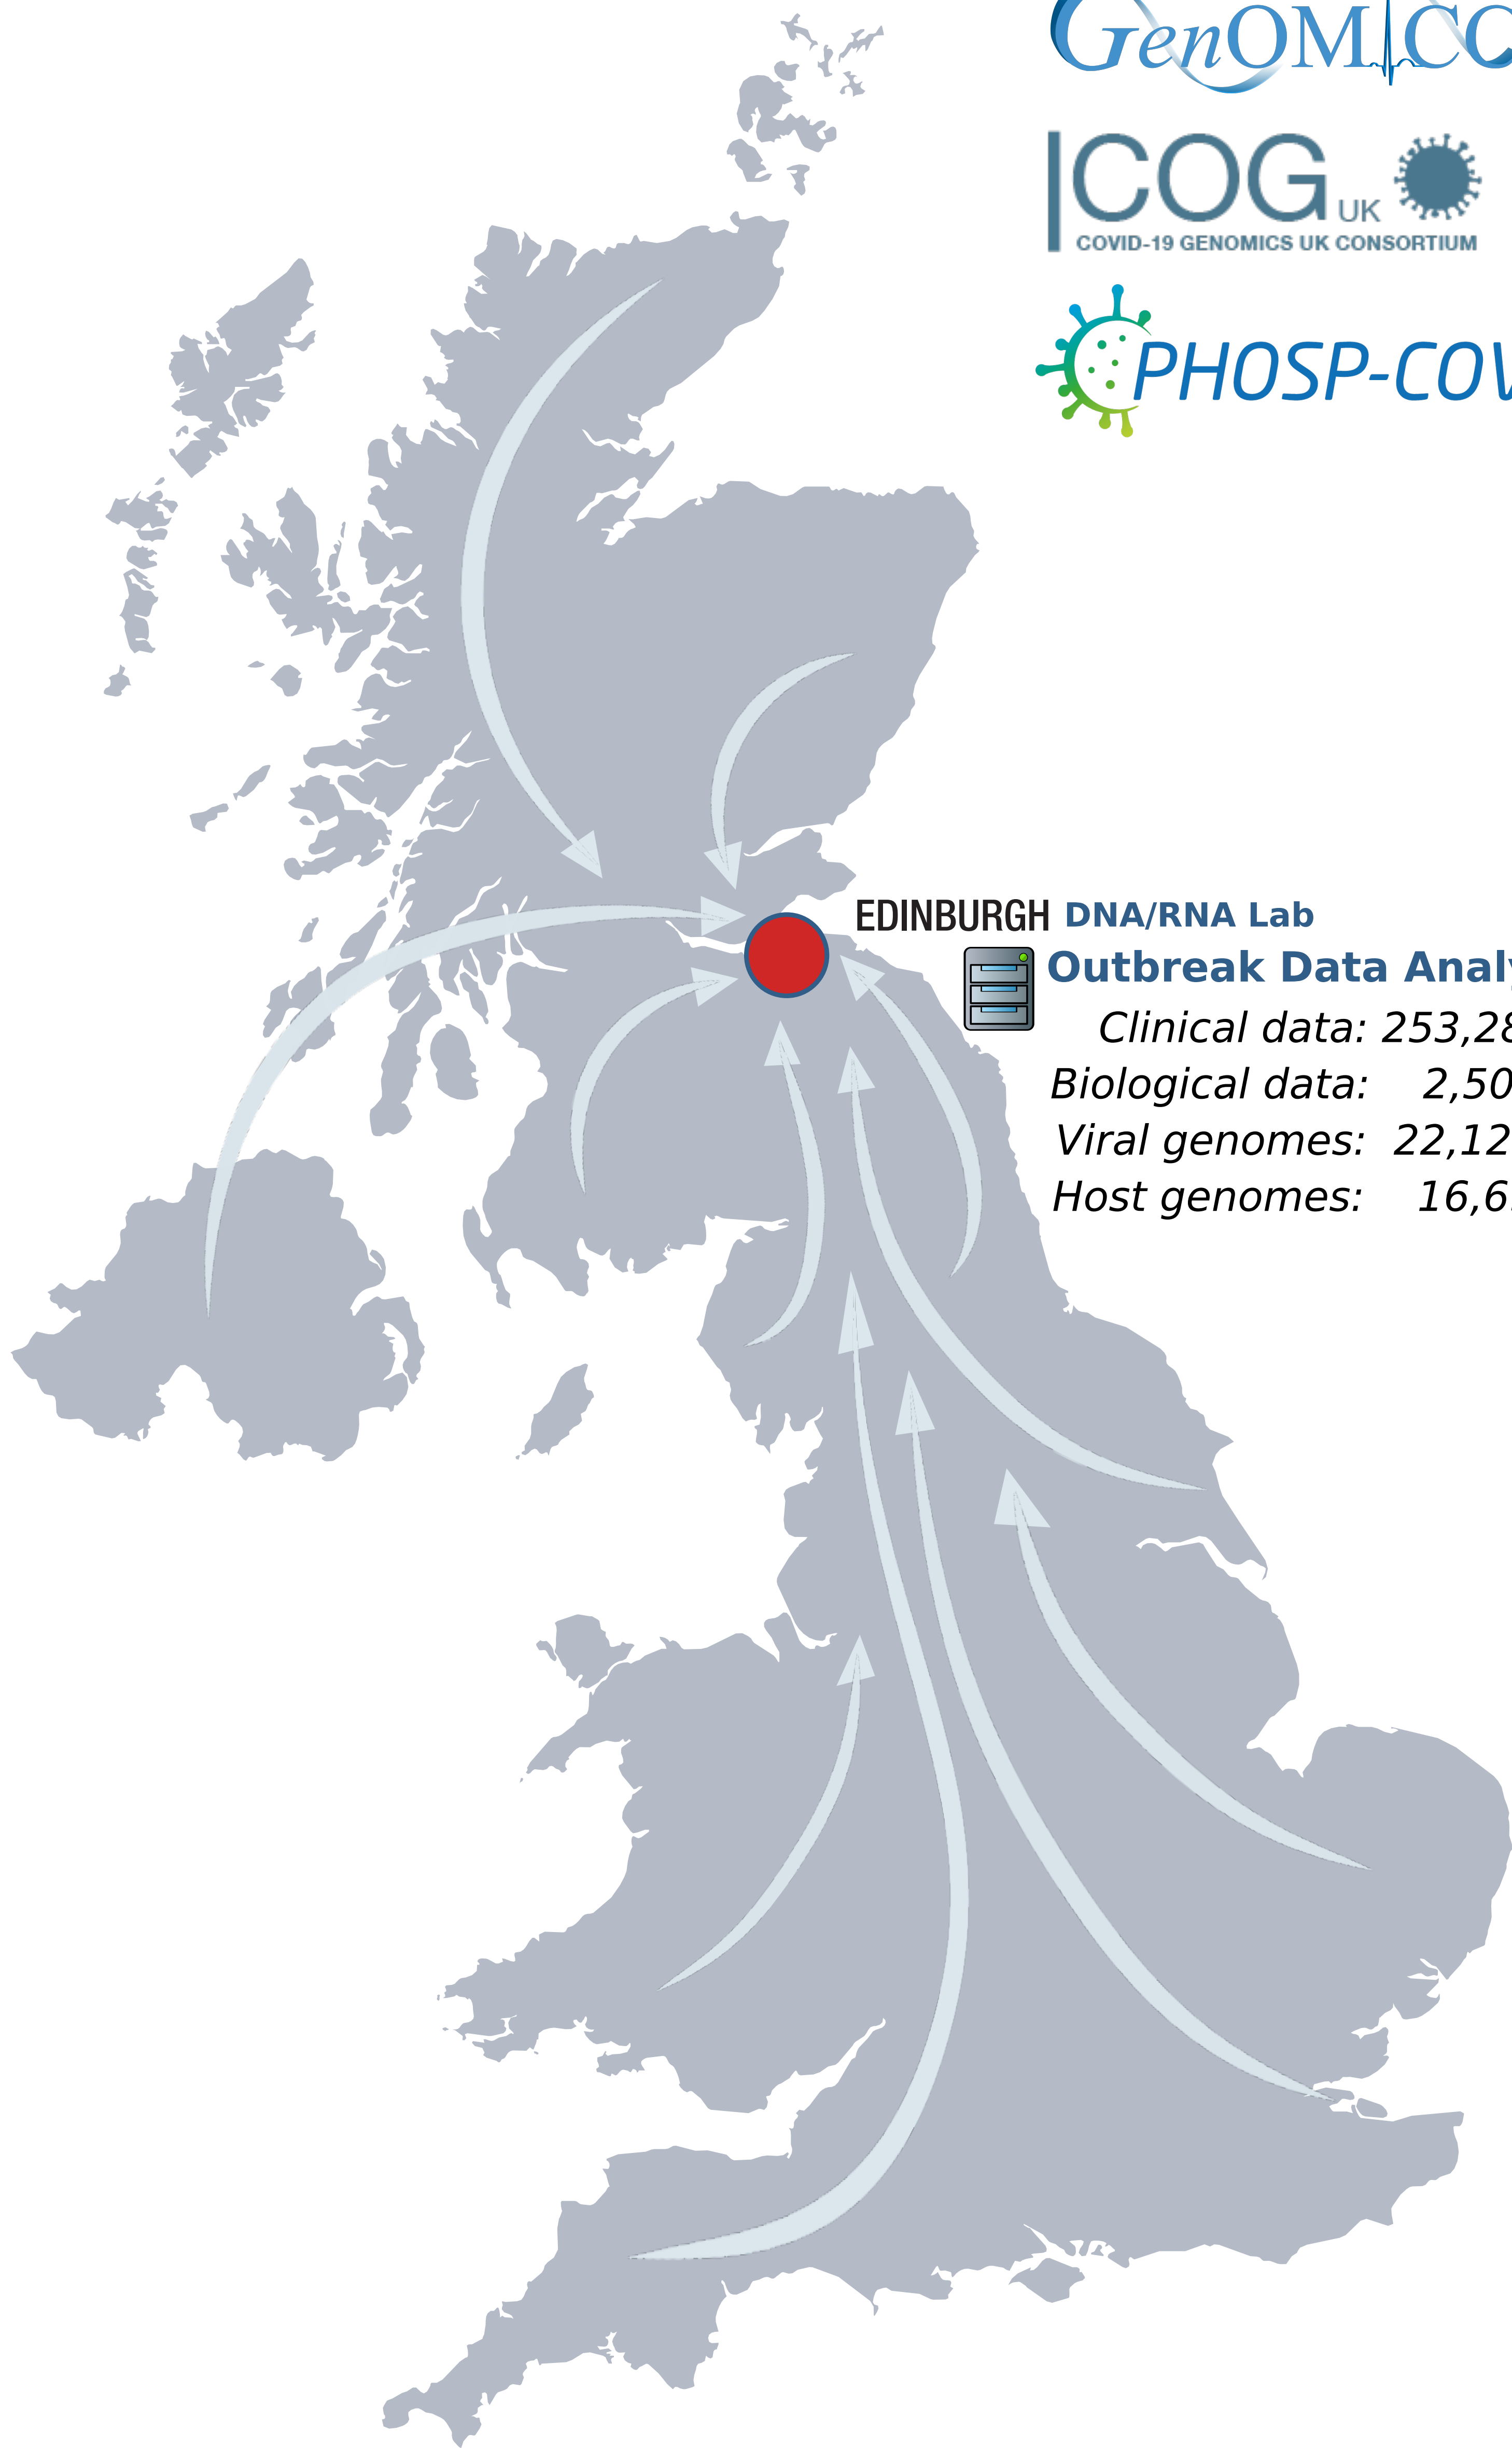 GenOMICC
COG UK
COVID-19 GENOMICS UK CONSORTIUM
PHOSP-COV
EDINBURGH DNA/RNA Lab
Outbreak Data Analy
Clinical data: 253,28
Biological data: 2,50
Viral genomes: 22,12
Host genomes: 16,6